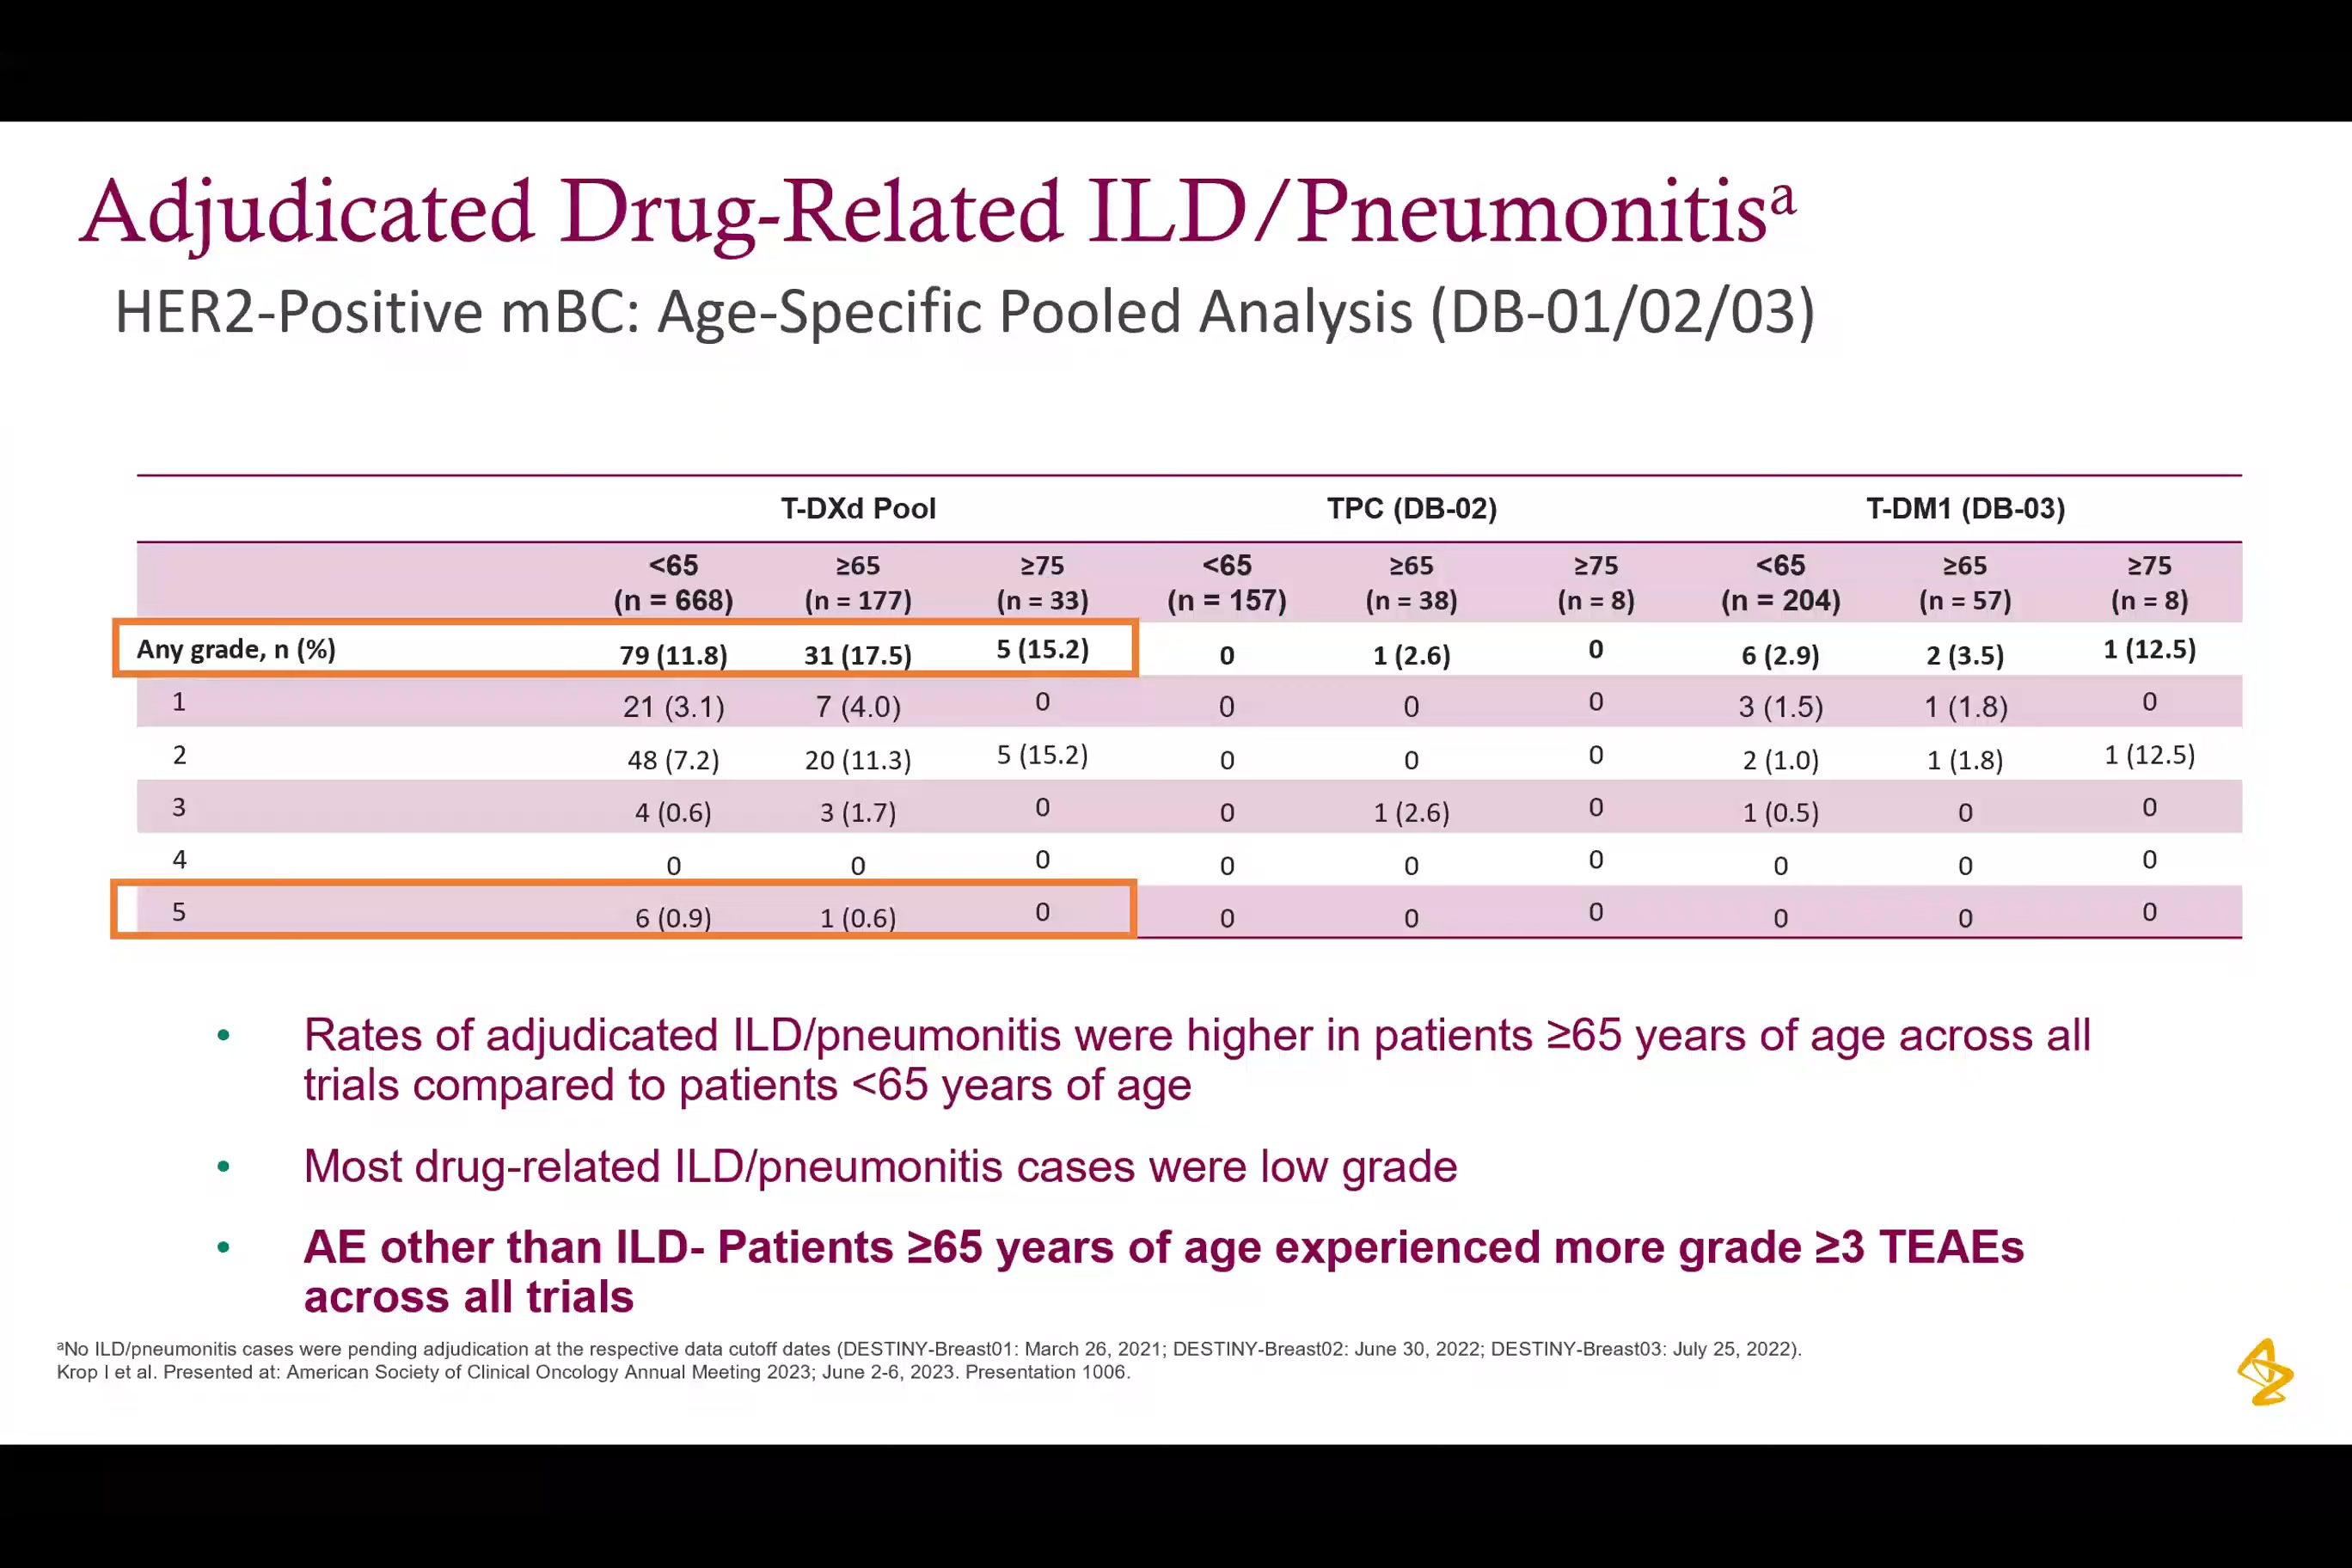 Adjudicated Drug-Related ILD/Pneumonitisᵃ
HER2-Positive mBC: Age-Specific Pooled Analysis (DB-01/02/03)
T-DXd Pool TPC (DB-02) T-DM1 (DB-03)
<65 ≥65 ≥75 <65 ≥65 ≥75 <65 ≥65 ≥75
(n = 668) (n = 177) (n = 33) (n = 157) (n = 38) (n = 8) (n = 204) (n = 57) (n = 8)
Any grade, n (%) 79 (11.8) 31 (17.5) 5 (15.2) 0 1 (2.6) 0 6 (2.9) 2 (3.5) 1 (12.5)
1 21 (3.1) 7 (4.0) 0 0 0 0 3 (1.5) 1 (1.8) 0
2 48 (7.2) 20 (11.3) 5 (15.2) 0 0 0 2 (1.0) 1 (1.8) 1 (12.5)
3 4 (0.6) 3 (1.7) 0 0 1 (2.6) 0 1 (0.5) 0 0
4 0 0 0 0 0 0 0 0 0
5 6 (0.9) 1 (0.6) 0 0 0 0 0 0 0
• Rates of adjudicated ILD/pneumonitis were higher in patients ≥65 years of age across all
trials compared to patients <65 years of age
• Most drug-related ILD/pneumonitis cases were low grade
• AE other than ILD- Patients ≥65 years of age experienced more grade ≥3 TEAEs
across all trials
ᵃNo ILD/pneumonitis cases were pending adjudication at the respective data cutoff dates (DESTINY-Breast01: March 26, 2021; DESTINY-Breast02: June 30, 2022; DESTINY-Breast03: July 25, 2022).
Krop I et al. Presented at: American Society of Clinical Oncology Annual Meeting 2023; June 2-6, 2023. Presentation 1006.